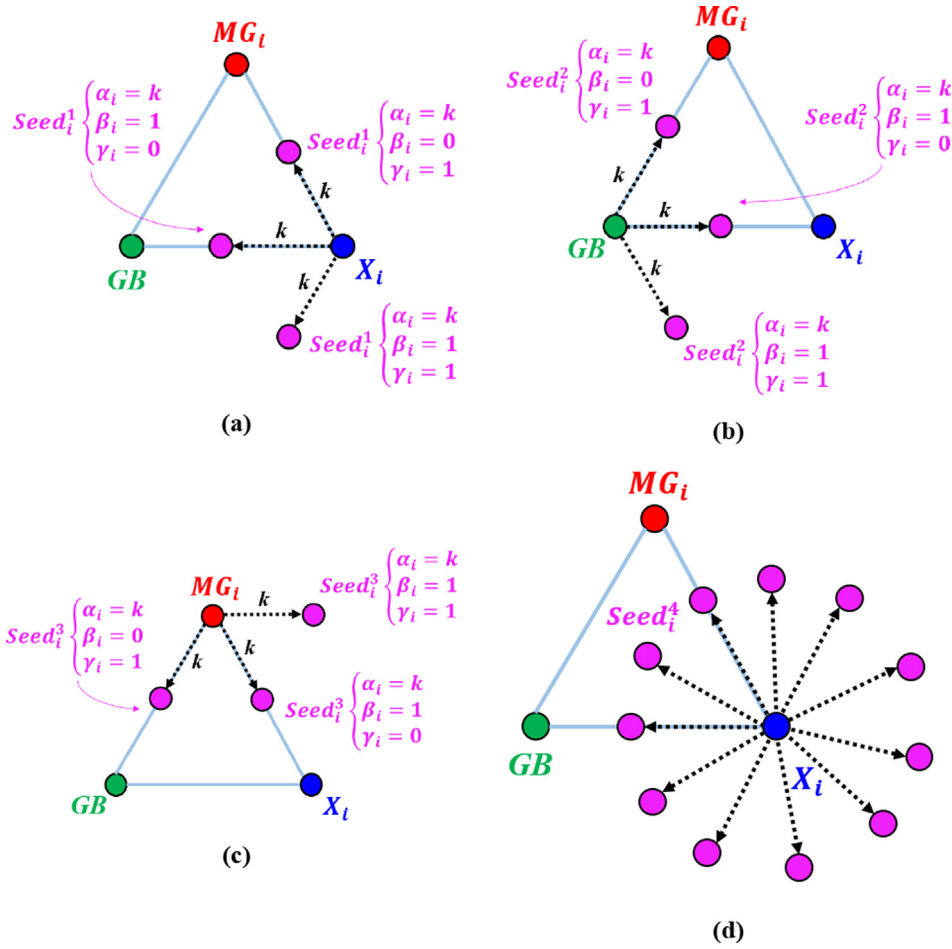 MG_i
Seed_i^1 { α_i = k
β_i = 1
γ_i = 0
Seed_i^1 { α_i = k
β_i = 0
γ_i = 1
k
k
k
GB
X_i
Seed_i^1 { α_i = k
β_i = 1
γ_i = 1
(a)
MG_i
Seed_i^2 { α_i = k
β_i = 0
γ_i = 1
Seed_i^2 { α_i = k
β_i = 1
γ_i = 0
k
k
k
GB
X_i
Seed_i^2 { α_i = k
β_i = 1
γ_i = 1
(b)
MG_i
Seed_i^3 { α_i = k
β_i = 1
γ_i = 1
k
Seed_i^3 { α_i = k
β_i = 0
γ_i = 1
k
k
Seed_i^3 { α_i = k
β_i = 1
γ_i = 0
GB
X_i
(c)
MG_i
Seed_i^4
GB
X_i
(d)